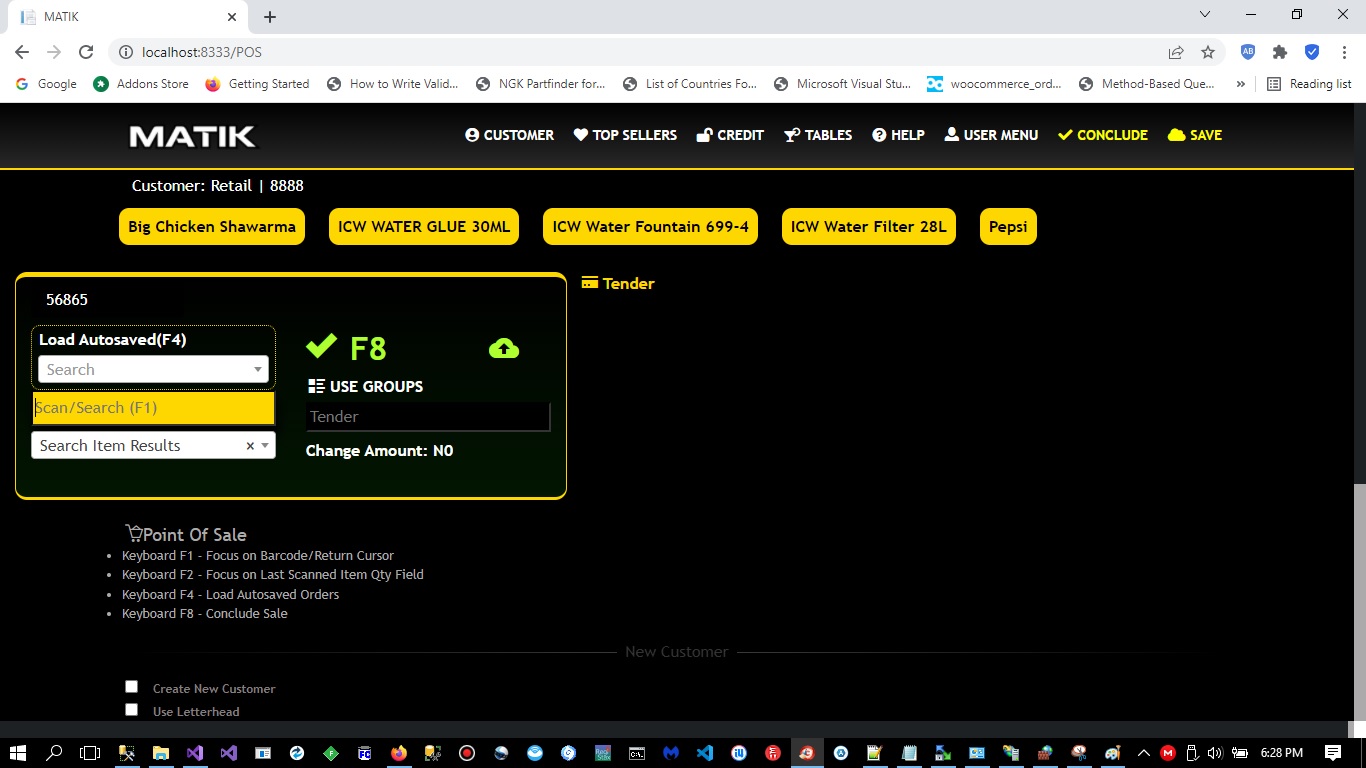 MATIK
localhost:8333/POS
Google Addons Store Getting Started How to Write Valid... NGK Partfinder for... List of Countries Fo... Microsoft Visual Stu... woocommerce_ord... Method-Based Que... » Reading list
MATIK CUSTOMER TOP SELLERS CREDIT TABLES HELP USER MENU CONCLUDE SAVE
Customer: Retail | 8888
Big Chicken Shawarma ICW WATER GLUE 30ML ICW Water Fountain 699-4 ICW Water Filter 28L Pepsi
56865
Load Autosaved(F4)
Search
Scan/Search (F1)
Search Item Results ×
F8
USE GROUPS
Tender
Change Amount: N0
Tender
Point Of Sale
Keyboard F1 - Focus on Barcode/Return Cursor
Keyboard F2 - Focus on Last Scanned Item Qty Field
Keyboard F4 - Load Autosaved Orders
Keyboard F8 - Conclude Sale
New Customer
Create New Customer
Use Letterhead
6:28 PM